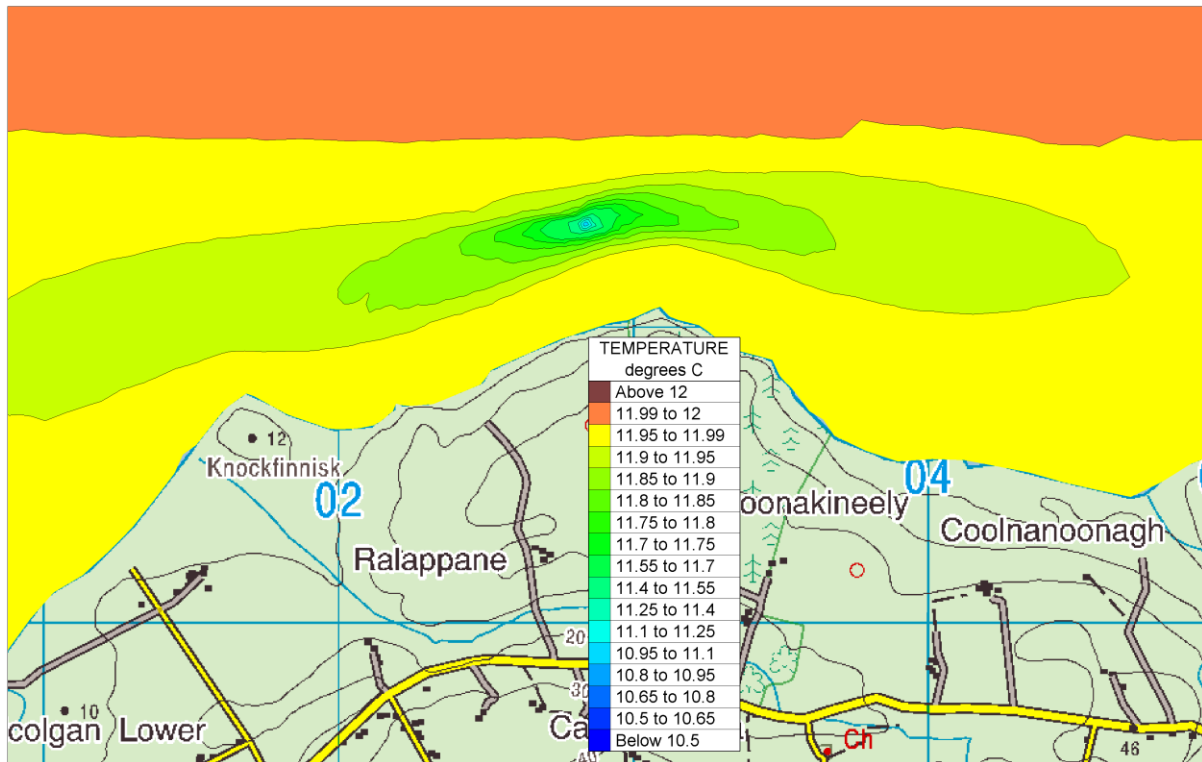 12
Knockfinnisk
02
04
oonakineely
Coolnanoonagh
Ralappane
20
30
10
colgan Lower
Ca
40
Ch
46
TEMPERATURE
degrees C
Above 12
11.99 to 12
11.95 to 11.99
11.9 to 11.95
11.85 to 11.9
11.8 to 11.85
11.75 to 11.8
11.7 to 11.75
11.55 to 11.7
11.4 to 11.55
11.25 to 11.4
11.1 to 11.25
10.95 to 11.1
10.8 to 10.95
10.65 to 10.8
10.5 to 10.65
Below 10.5